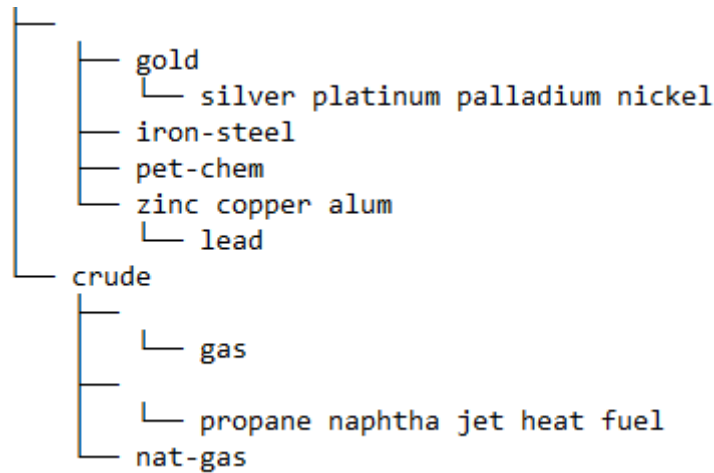 gold
silver platinum palladium nickel
iron-steel
pet-chem
zinc copper alum
lead
crude
gas
propane naphtha jet heat fuel
nat-gas